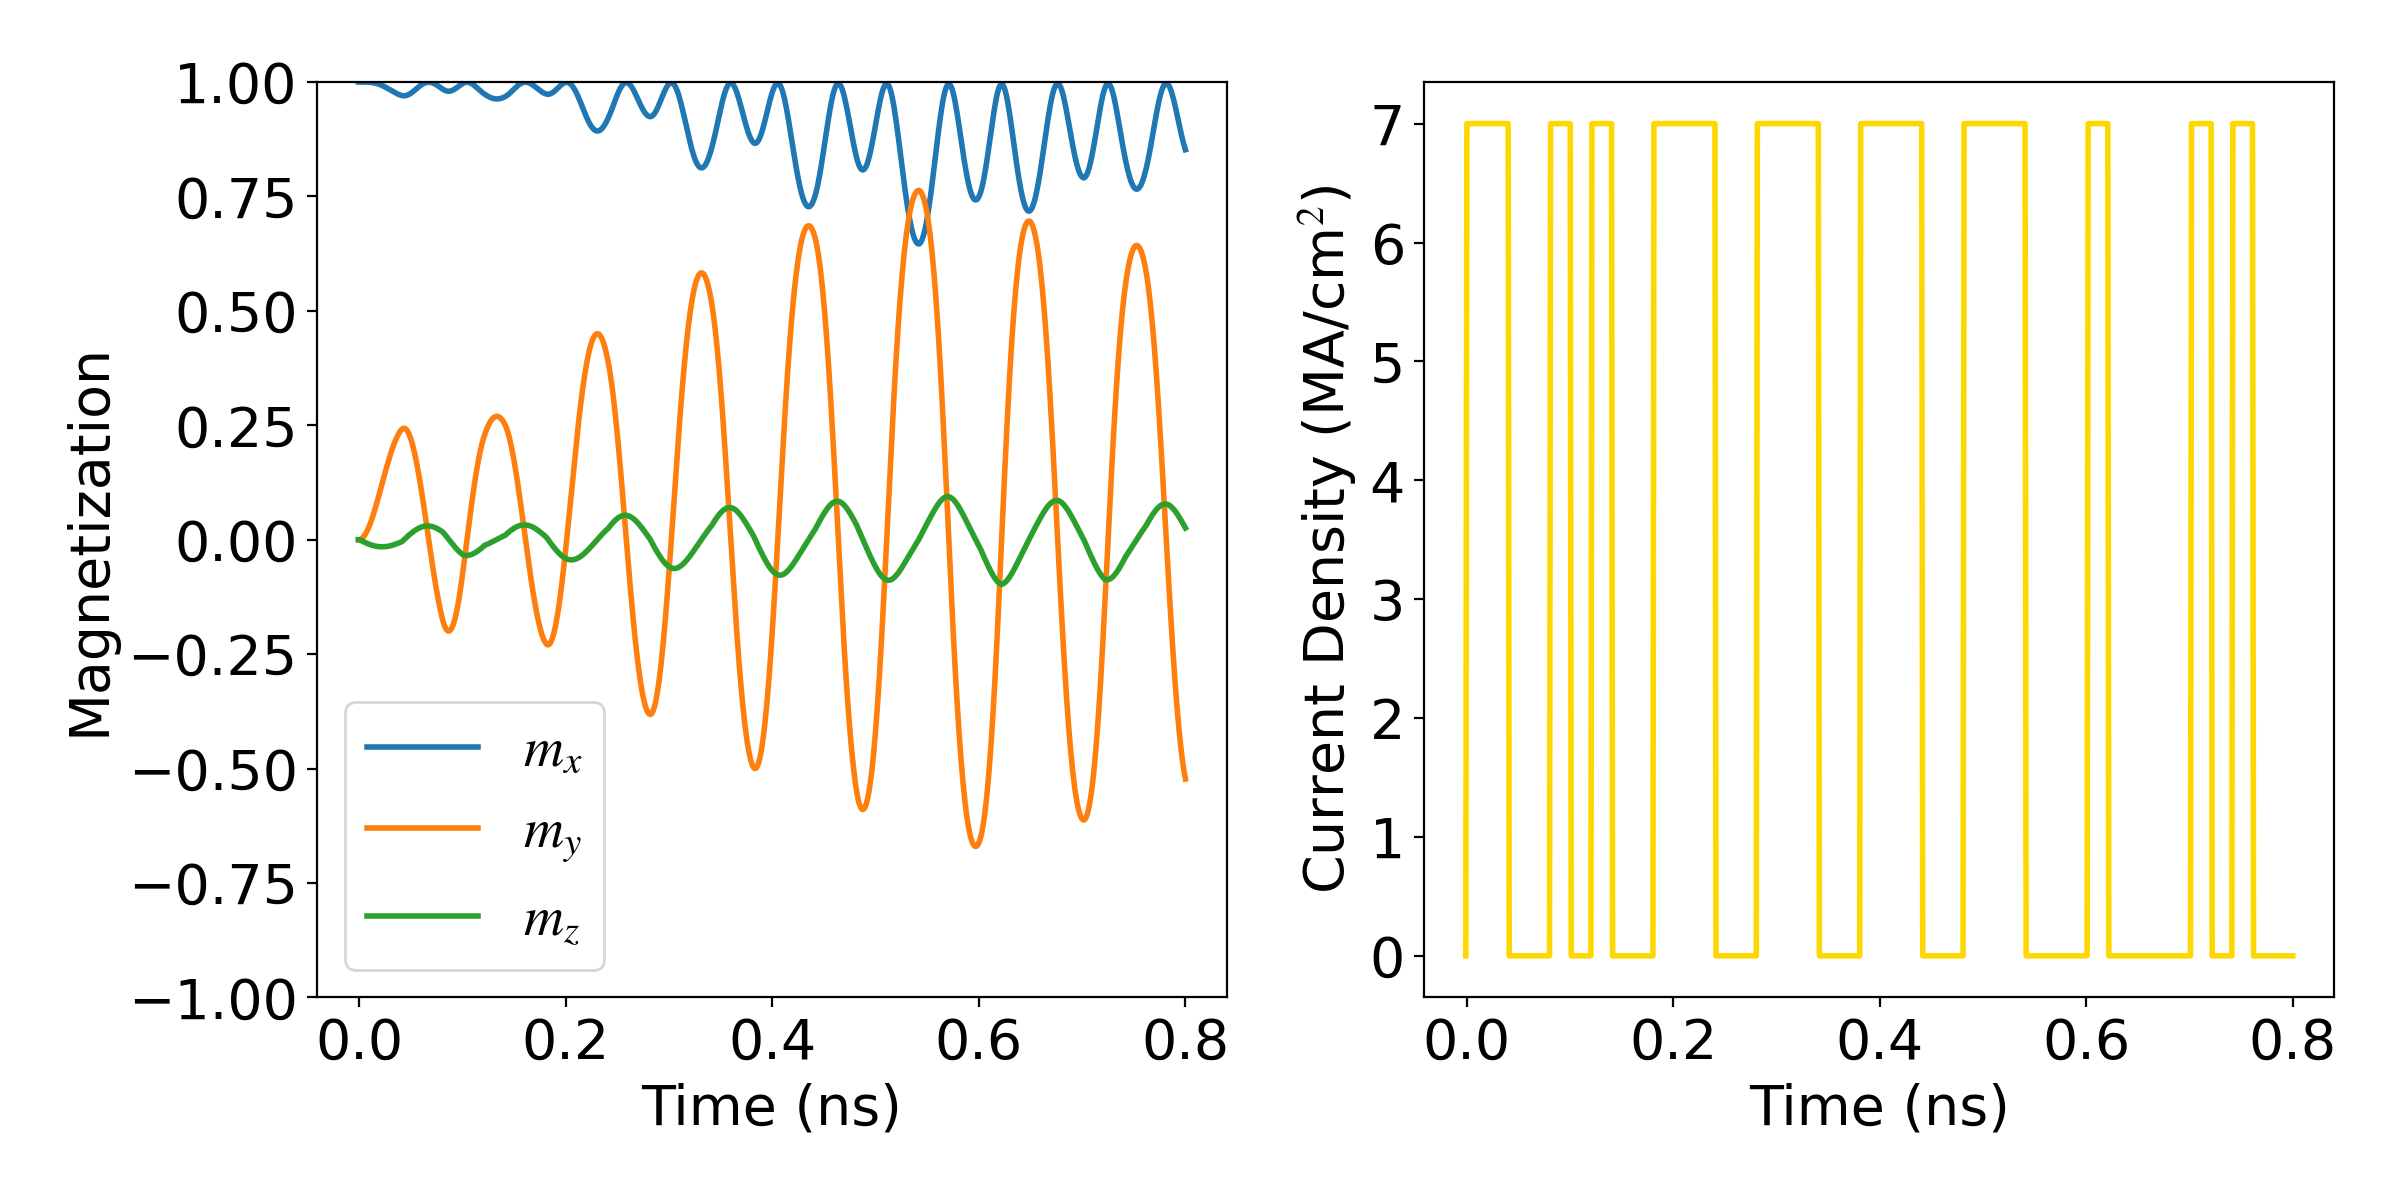 Magnetization
1.00
0.75
0.50
0.25
0.00
−0.25
−0.50
−0.75
−1.00
m_x
m_y
m_z
0.0 0.2 0.4 0.6 0.8
Time (ns)
Current Density (MA/cm²)
7
6
5
4
3
2
1
0
0.0 0.2 0.4 0.6 0.8
Time (ns)